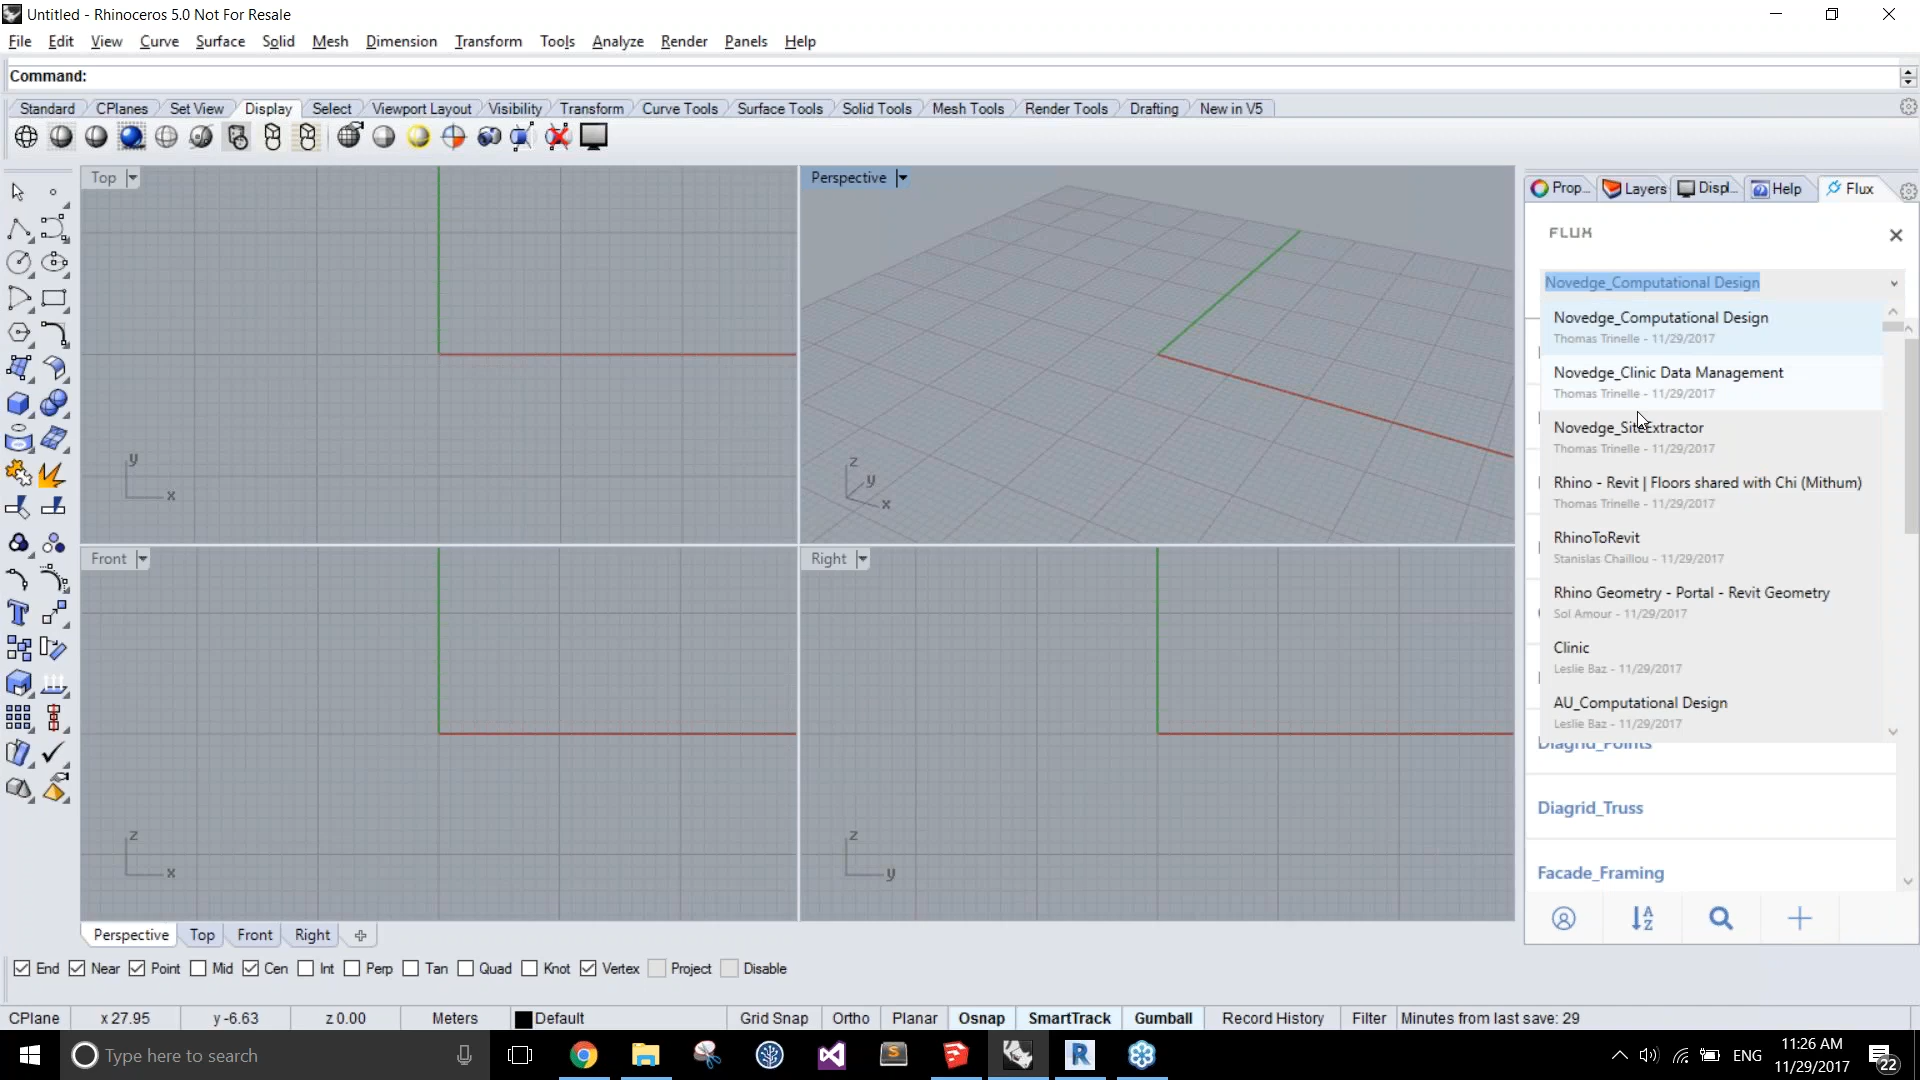 Untitled - Rhinoceros 5.0 Not For Resale
File Edit View Curve Surface Solid Mesh Dimension Transform Tools Analyze Render Panels Help
Command:
Standard CPlanes Set View Display Select Viewport Layout Visibility Transform Curve Tools Surface Tools Solid Tools Mesh Tools Render Tools Drafting New in V5
Top
Perspective
Prop... Layers Displ... Help Flux
FLUX
Novedge_Computational Design
Novedge_Computational Design
Thomas Trinelle - 11/29/2017
Novedge_Clinic Data Management
Thomas Trinelle - 11/29/2017
Novedge_SiteExtractor
Thomas Trinelle - 11/29/2017
Rhino - Revit | Floors shared with Chi (Mithum)
Thomas Trinelle - 11/29/2017
RhinoToRevit
Stanislas Chaillou - 11/29/2017
Rhino Geometry - Portal - Revit Geometry
Sol Amour - 11/29/2017
Clinic
Leslie Baz - 11/29/2017
AU_Computational Design
Leslie Baz - 11/29/2017
Diagrid_Points
Diagrid_Truss
Facade_Framing
A
Z
y
x
z
y
x
Front
Right
z
x
z
y
Perspective Top Front Right
End Near Point Mid Cen Int Perp Tan Quad Knot Vertex Project Disable
CPlane x 27.95 y -6.63 z 0.00 Meters Default Grid Snap Ortho Planar Osnap SmartTrack Gumball Record History Filter Minutes from last save: 29
Type here to search
S
R
ENG
11:26 AM
11/29/2017
22